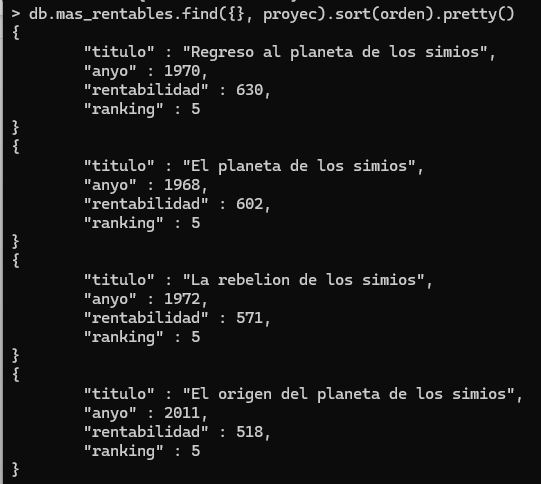 > db.mas_rentables.find({}, proyec).sort(orden).pretty()
{
        "titulo" : "Regreso al planeta de los simios",
        "anyo" : 1970,
        "rentabilidad" : 630,
        "ranking" : 5
}
{
        "titulo" : "El planeta de los simios",
        "anyo" : 1968,
        "rentabilidad" : 602,
        "ranking" : 5
}
{
        "titulo" : "La rebelion de los simios",
        "anyo" : 1972,
        "rentabilidad" : 571,
        "ranking" : 5
}
{
        "titulo" : "El origen del planeta de los simios",
        "anyo" : 2011,
        "rentabilidad" : 518,
        "ranking" : 5
}